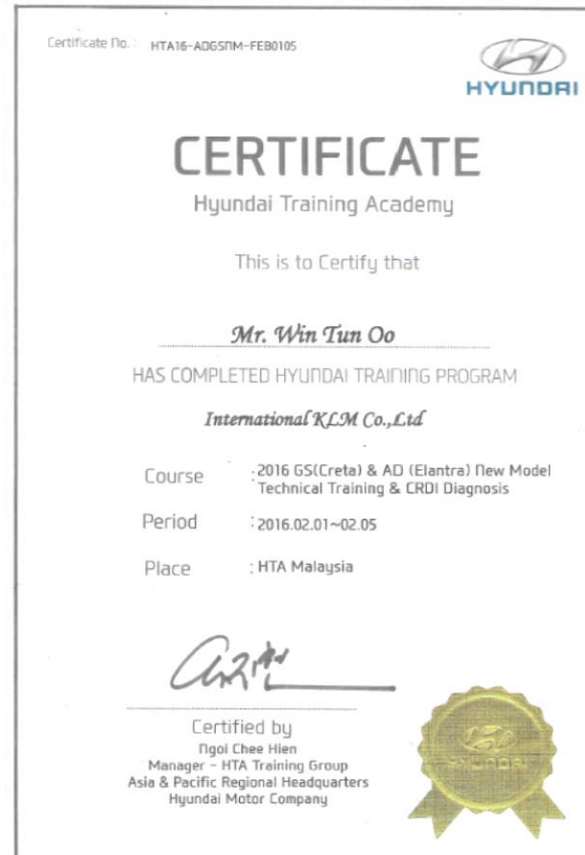 Certificate No. : HTA16-ADGSNM-FEB0105
HYUNDAI
CERTIFICATE
Hyundai Training Academy
This is to Certify that
Mr. Win Tun Oo
HAS COMPLETED HYUNDAI TRAINING PROGRAM
International KLM Co.,Ltd
Course : 2016 GS(Creta) & AD (Elantra) New Model
Technical Training & CRDI Diagnosis
Period : 2016.02.01~02.05
Place : HTA Malaysia
Certified by
Ngoi Chee Hien
Manager - HTA Training Group
Asia & Pacific Regional Headquarters
Hyundai Motor Company
HYUNDAI